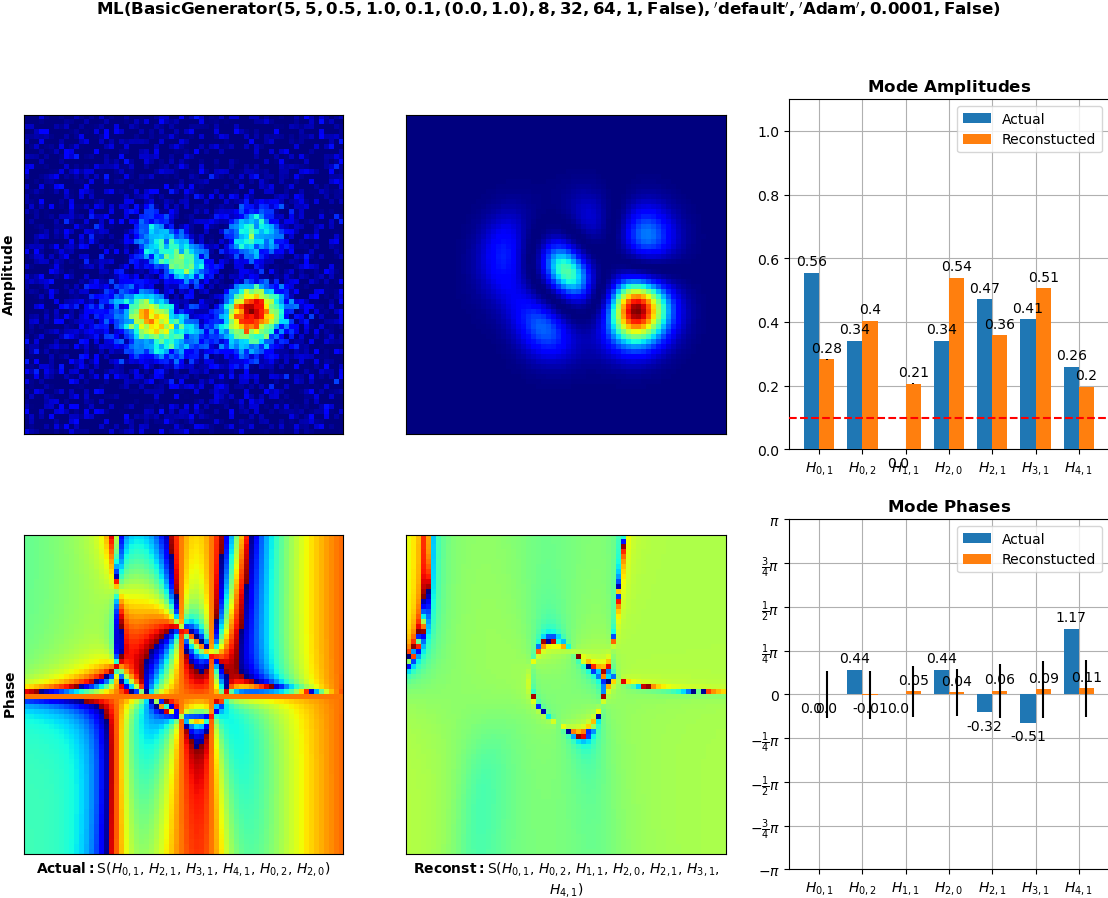 ML(BasicGenerator(5, 5, 0.5, 1.0, 0.1, (0.0, 1.0), 8, 32, 64, 1, False), ′default′, ′Adam′, 0.0001, False)
Amplitude
Mode Amplitudes
Actual
Reconstucted
1.0
0.8
0.6
0.4
0.2
0.0
0.56
0.28
0.34
0.4
0.0
0.21
0.34
0.54
0.47
0.36
0.41
0.51
0.26
0.2
H0,1 H0,2 H1,1 H2,0 H2,1 H3,1 H4,1
Phase
Actual: S(H0,1, H2,1, H3,1, H4,1, H0,2, H2,0)
Reconst: S(H0,1, H0,2, H1,1, H2,0, H2,1, H3,1,
H4,1)
Mode Phases
Actual
Reconstucted
π
3/4π
1/2π
1/4π
0
−1/4π
−1/2π
−3/4π
−π
0.0
0.0
0.44
-0.01
0.0
0.05
0.44
0.04
-0.32
0.06
-0.51
0.09
1.17
0.11
H0,1 H0,2 H1,1 H2,0 H2,1 H3,1 H4,1